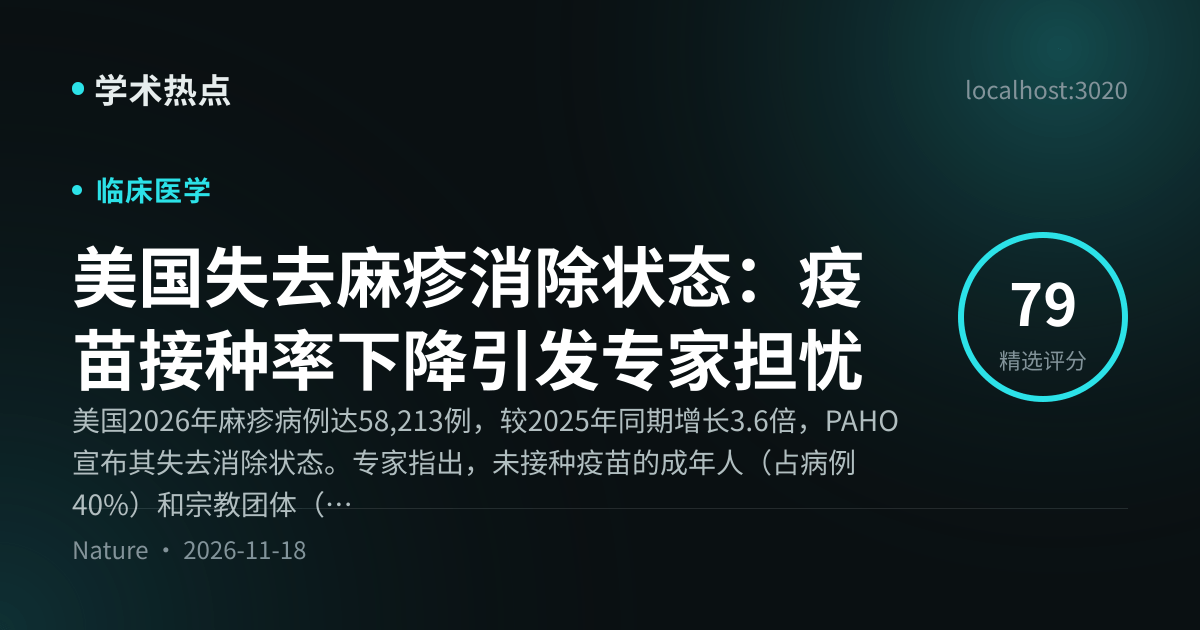 学术热点
localhost:3020
临床医学
美国失去麻疹消除状态：疫
苗接种率下降引发专家担忧
79
精选评分
美国2026年麻疹病例达58,213例，较2025年同期增长3.6倍，PAHO
宣布其失去消除状态。专家指出，未接种疫苗的成年人（占病例
40%）和宗教团体（…
Nature · 2026-11-18